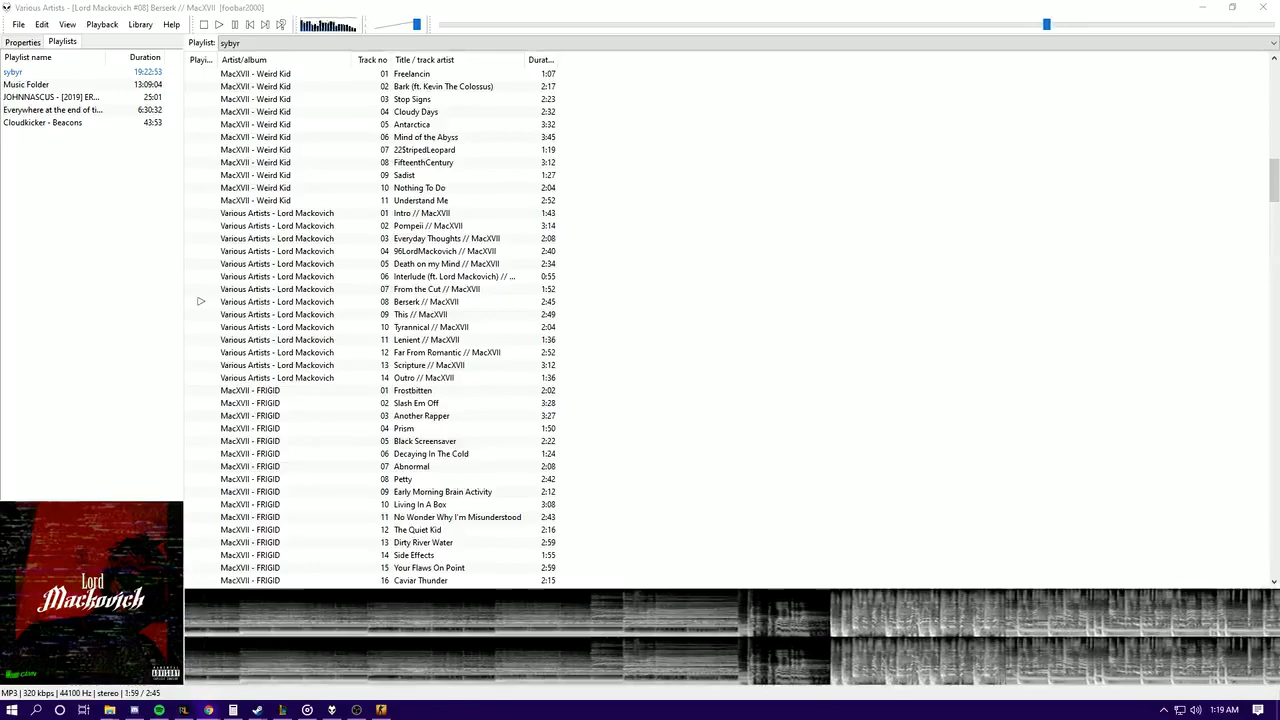 Various Artists - [Lord Mackovich #08] Berserk // MacXVII [foobar2000]
File Edit View Playback Library Help
Properties Playlists
Playlist: sybyr
Playlist name Duration
sybyr 19:22:53
Music Folder 13:09:04
JOHNNASCUS - [2019] ER... 25:01
Everywhere at the end of ti... 6:30:32
Cloudkicker - Beacons 43:53
Playi... Artist/album Track no Title / track artist Durat...
MacXVII - Weird Kid 01 Freelancin 1:07
MacXVII - Weird Kid 02 Bark (ft. Kevin The Colossus) 2:17
MacXVII - Weird Kid 03 Stop Signs 2:23
MacXVII - Weird Kid 04 Cloudy Days 2:32
MacXVII - Weird Kid 05 Antarctica 3:32
MacXVII - Weird Kid 06 Mind of the Abyss 3:45
MacXVII - Weird Kid 07 22$tripedLeopard 1:19
MacXVII - Weird Kid 08 FifteenthCentury 3:12
MacXVII - Weird Kid 09 Sadist 1:27
MacXVII - Weird Kid 10 Nothing To Do 2:04
MacXVII - Weird Kid 11 Understand Me 2:52
Various Artists - Lord Mackovich 01 Intro // MacXVII 1:43
Various Artists - Lord Mackovich 02 Pompeii // MacXVII 3:14
Various Artists - Lord Mackovich 03 Everyday Thoughts // MacXVII 2:08
Various Artists - Lord Mackovich 04 96LordMackovich // MacXVII 2:40
Various Artists - Lord Mackovich 05 Death on my Mind // MacXVII 2:34
Various Artists - Lord Mackovich 06 Interlude (ft. Lord Mackovich) // ... 0:55
Various Artists - Lord Mackovich 07 From the Cut // MacXVII 1:52
Various Artists - Lord Mackovich 08 Berserk // MacXVII 2:45
Various Artists - Lord Mackovich 09 This // MacXVII 2:49
Various Artists - Lord Mackovich 10 Tyrannical // MacXVII 2:04
Various Artists - Lord Mackovich 11 Lenient // MacXVII 1:36
Various Artists - Lord Mackovich 12 Far From Romantic // MacXVII 2:52
Various Artists - Lord Mackovich 13 Scripture // MacXVII 3:12
Various Artists - Lord Mackovich 14 Outro // MacXVII 1:36
MacXVII - FRIGID 01 Frostbitten 2:02
MacXVII - FRIGID 02 Slash Em Off 3:28
MacXVII - FRIGID 03 Another Rapper 3:27
MacXVII - FRIGID 04 Prism 1:50
MacXVII - FRIGID 05 Black Screensaver 2:22
MacXVII - FRIGID 06 Decaying In The Cold 1:24
MacXVII - FRIGID 07 Abnormal 2:08
MacXVII - FRIGID 08 Petty 2:42
MacXVII - FRIGID 09 Early Morning Brain Activity 2:12
MacXVII - FRIGID 10 Living In A Box 3:08
MacXVII - FRIGID 11 No Wonder Why I'm Misunderstood 2:43
MacXVII - FRIGID 12 The Quiet Kid 2:16
MacXVII - FRIGID 13 Dirty River Water 2:59
MacXVII - FRIGID 14 Side Effects 1:55
MacXVII - FRIGID 15 Your Flaws On Point 2:59
MacXVII - FRIGID 16 Caviar Thunder 2:15
Lord
Mackovich
MP3 | 320 kbps | 44100 Hz | stereo | 1:59 / 2:45
1:19 AM